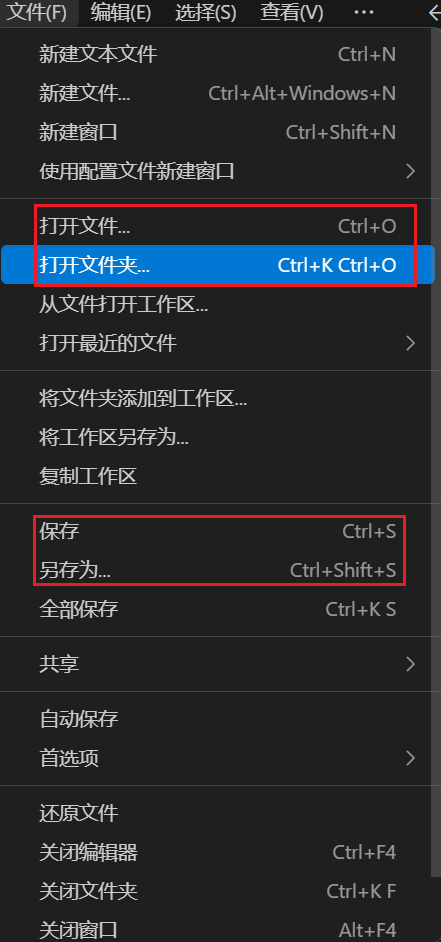 文件(F) 编辑(E) 选择(S) 查看(V) ···
新建文本文件 Ctrl+N
新建文件... Ctrl+Alt+Windows+N
新建窗口 Ctrl+Shift+N
使用配置文件新建窗口
打开文件... Ctrl+O
打开文件夹... Ctrl+K Ctrl+O
从文件打开工作区...
打开最近的文件
将文件夹添加到工作区...
将工作区另存为...
复制工作区
保存 Ctrl+S
另存为... Ctrl+Shift+S
全部保存 Ctrl+K S
共享
自动保存
首选项
还原文件
关闭编辑器 Ctrl+F4
关闭文件夹 Ctrl+K F
关闭窗口 Alt+F4